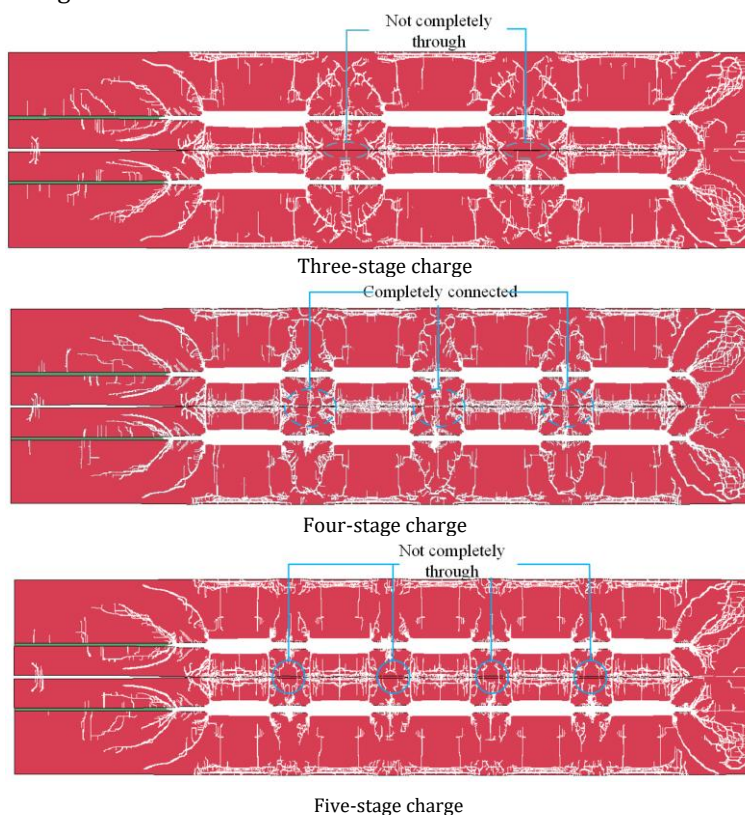 Not completely
through
Three-stage charge
Completely connected
Four-stage charge
Not completely
through
Five-stage charge